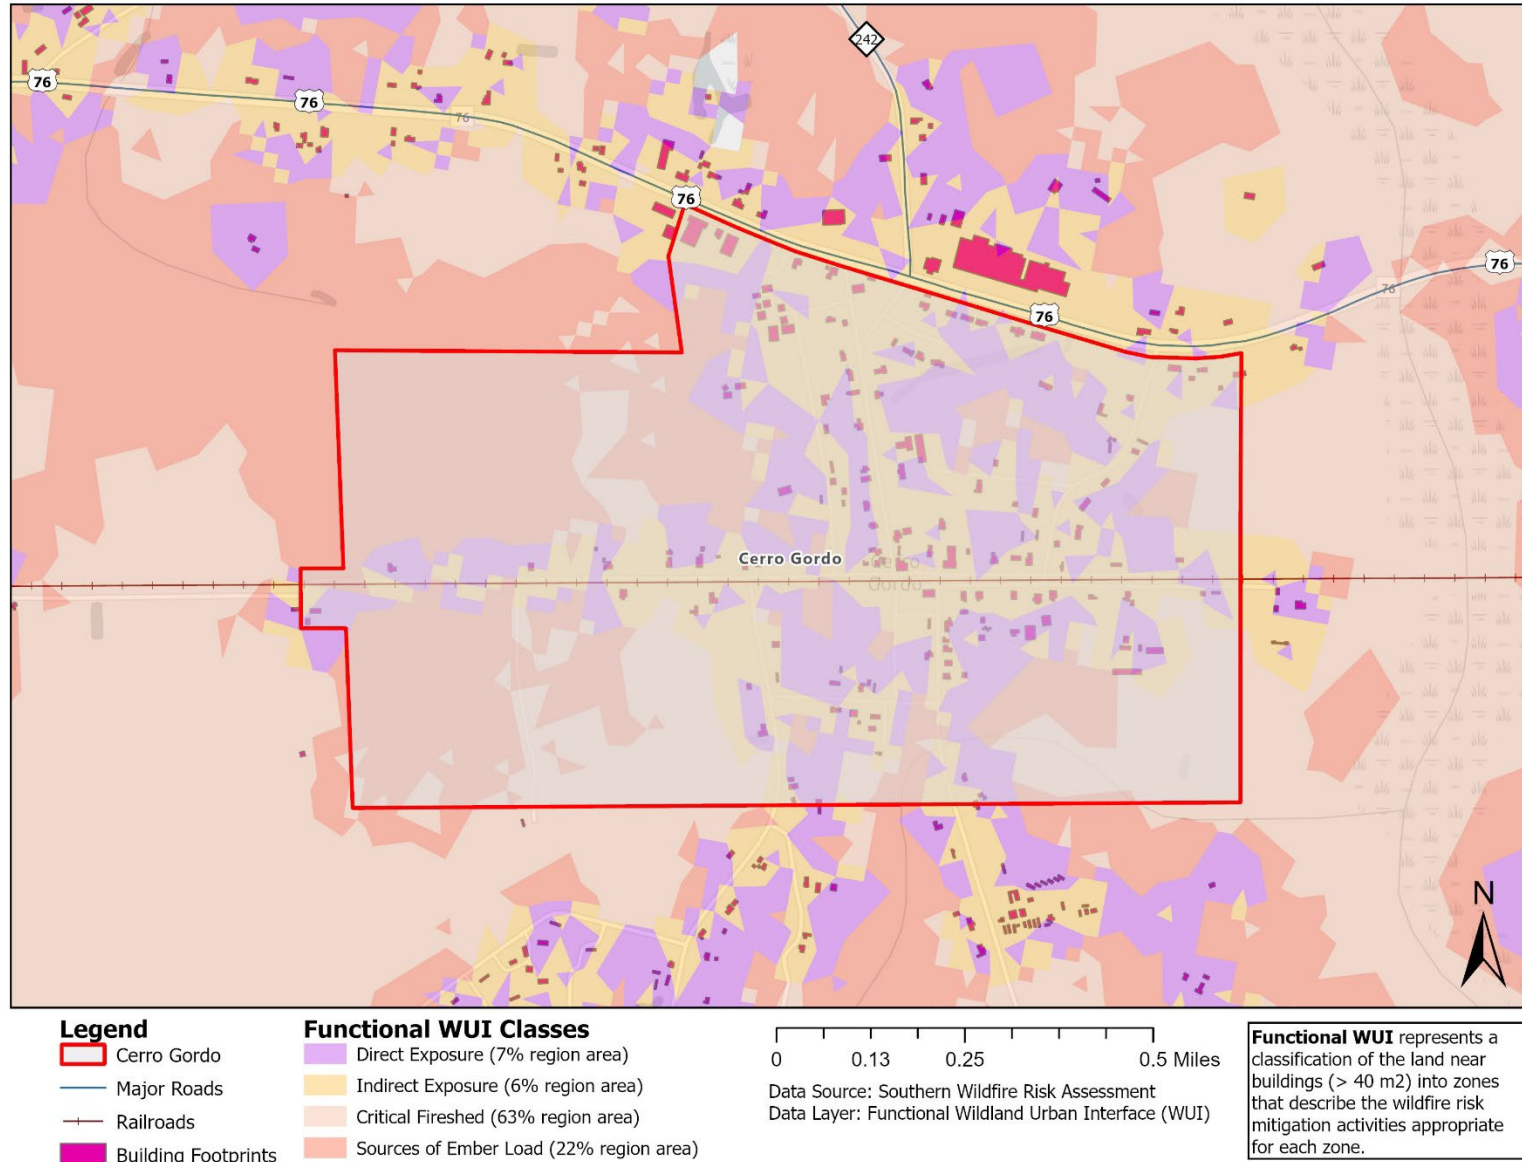 242
76
76
76
76
76
76
76
76
Cerro Gordo
Cerro
Gordo
N
Legend
Cerro Gordo
Major Roads
Railroads
Building Footprints
Functional WUI Classes
Direct Exposure (7% region area)
Indirect Exposure (6% region area)
Critical Fireshed (63% region area)
Sources of Ember Load (22% region area)
0 0.13 0.25 0.5 Miles
Data Source: Southern Wildfire Risk Assessment
Data Layer: Functional Wildland Urban Interface (WUI)
Functional WUI represents a
classification of the land near
buildings (> 40 m2) into zones
that describe the wildfire risk
mitigation activities appropriate
for each zone.